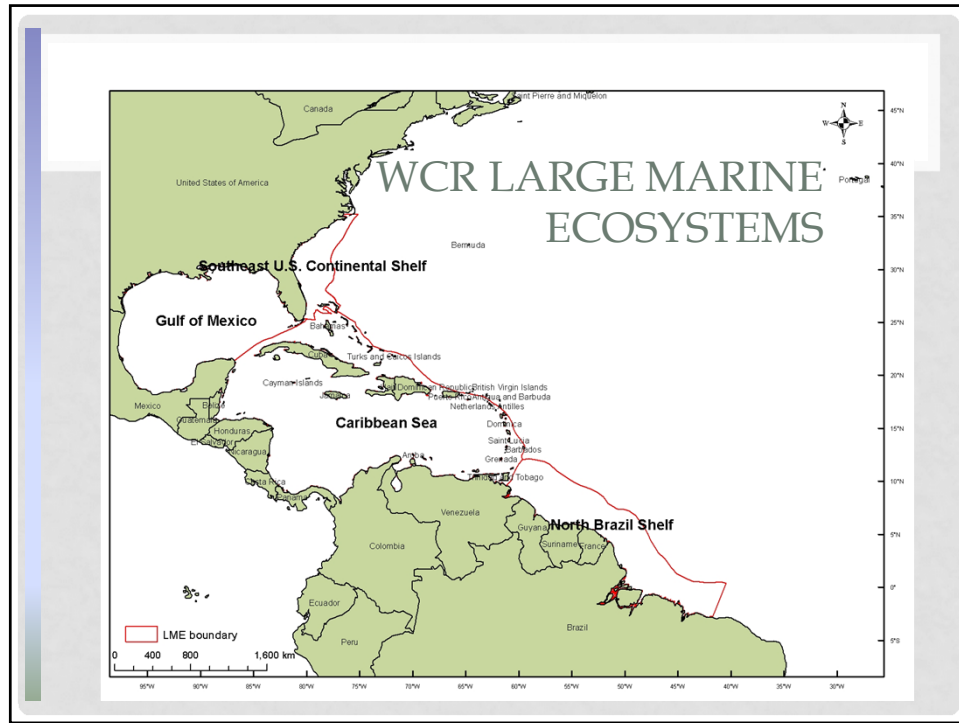 Saint Pierre and Miquelon
Canada
N
W E
S
45°N
WCR LARGE MARINE
ECOSYSTEMS
40°N
United States of America
Portugal
35°N
Bermuda
Southeast U.S. Continental Shelf
30°N
Gulf of Mexico
Bahamas
25°N
Cuba
Turks and Caicos Islands
20°N
Cayman Islands
Dominican Republic
British Virgin Islands
Jamaica
Puerto Rico
Antigua and Barbuda
Mexico
Belize
Netherlands Antilles
Caribbean Sea
Guatemala
Dominica
Honduras
15°N
El Salvador
Saint Lucia
Nicaragua
Barbados
Aruba
Grenada
Costa Rica
Trinidad and Tobago
10°N
Panama
Venezuela
Guyana
North Brazil Shelf
5°N
Colombia
Suriname
France
0°
Ecuador
Brazil
LME boundary
Peru
5°S
0 400 800 1,600 km
95°W 90°W 85°W 80°W 75°W 70°W 65°W 60°W 55°W 50°W 45°W 40°W 35°W 30°W